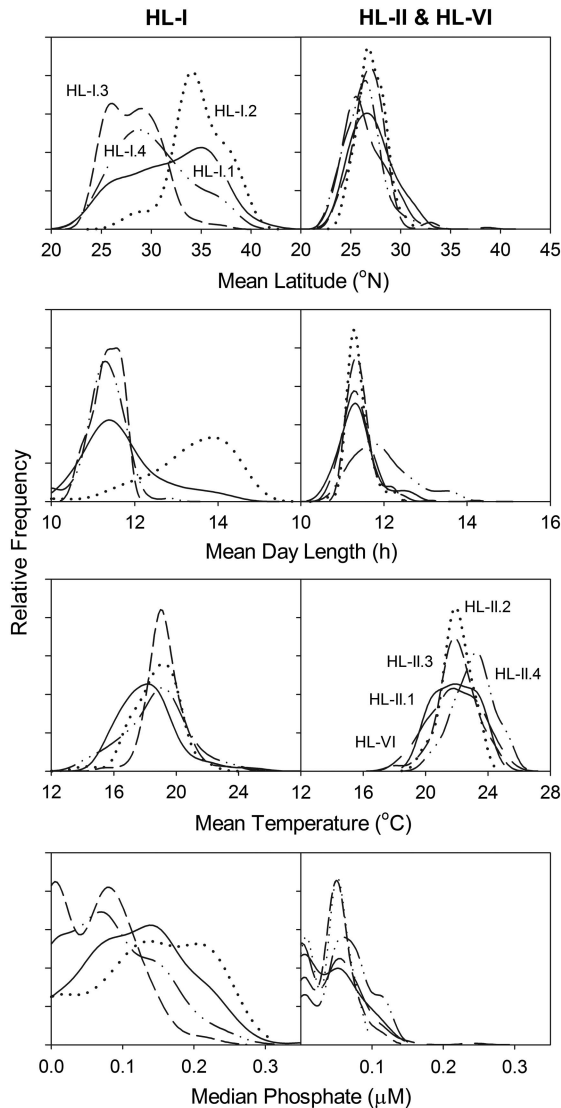 HL-I HL-II & HL-VI
HL-I.3
HL-I.2
HL-I.4
HL-I.1
20 25 30 35 40 20 25 30 35 40 45
Mean Latitude (oN)
10 12 14 10 12 14 16
Mean Day Length (h)
Relative Frequency
HL-II.2
HL-II.3
HL-II.4
HL-II.1
HL-VI
12 16 20 24 12 16 20 24 28
Mean Temperature (oC)
0.0 0.1 0.2 0.3 0.1 0.2 0.3
Median Phosphate (μM)